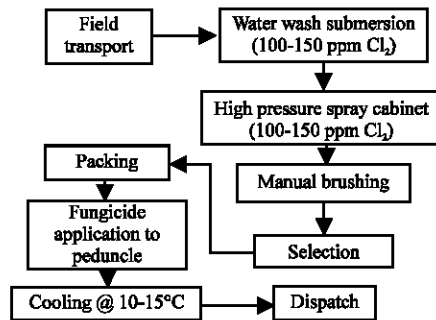 Field
transport
Water wash submersion
(100-150 ppm Cl₂)
High pressure spray cabinet
(100-150 ppm Cl₂)
Manual brushing
Selection
Packing
Fungicide
application to
peduncle
Cooling @ 10-15°C
Dispatch